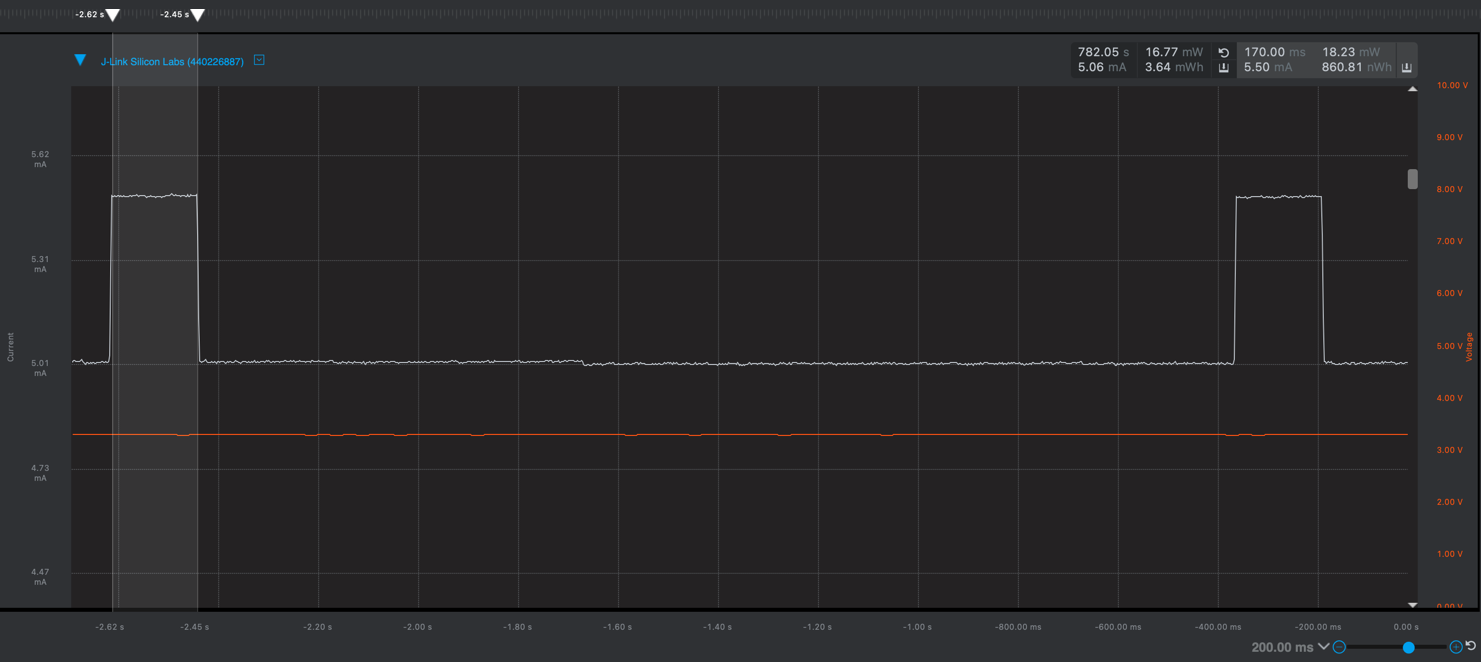 -2.62 s
-2.45 s
J-Link Silicon Labs (440226887)
782.05 s 16.77 mW
5.06 mA 3.64 mWh
170.00 ms 18.23 mW
5.50 mA 860.81 nWh
5.62
mA
5.31
mA
5.01
mA
4.73
mA
4.47
mA
Current
10.00 V
9.00 V
8.00 V
7.00 V
6.00 V
5.00 V
4.00 V
3.00 V
2.00 V
1.00 V
0.00 V
Voltage
-2.62 s
-2.45 s
-2.20 s
-2.00 s
-1.80 s
-1.60 s
-1.40 s
-1.20 s
-1.00 s
-800.00 ms
-600.00 ms
-400.00 ms
-200.00 ms
0.00 s
200.00 ms